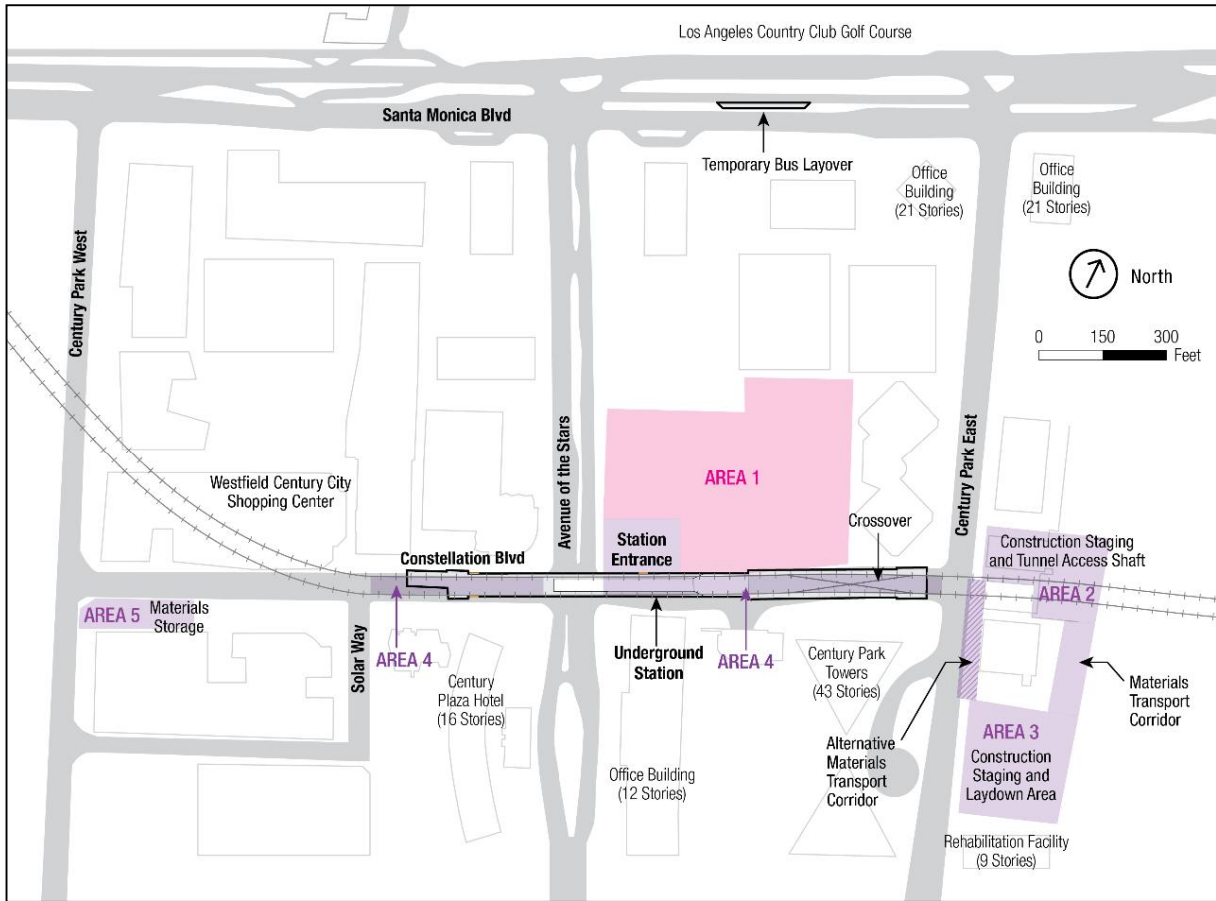 Los Angeles Country Club Golf Course
Santa Monica Blvd
Temporary Bus Layover
Office
Building
(21 Stories)
Office
Building
(21 Stories)
North
0 150 300
Feet
Century Park West
Avenue of the Stars
Century Park East
AREA 1
Westfield Century City
Shopping Center
Crossover
Station
Entrance
Constellation Blvd
Construction Staging
and Tunnel Access Shaft
AREA 2
AREA 5
Materials
Storage
Solar Way
AREA 4
Underground
Station
AREA 4
Century
Plaza Hotel
(16 Stories)
Century Park
Towers
(43 Stories)
Materials
Transport
Corridor
Alternative
Materials
Transport
Corridor
AREA 3
Construction
Staging and
Laydown Area
Office Building
(12 Stories)
Rehabilitation Facility
(9 Stories)